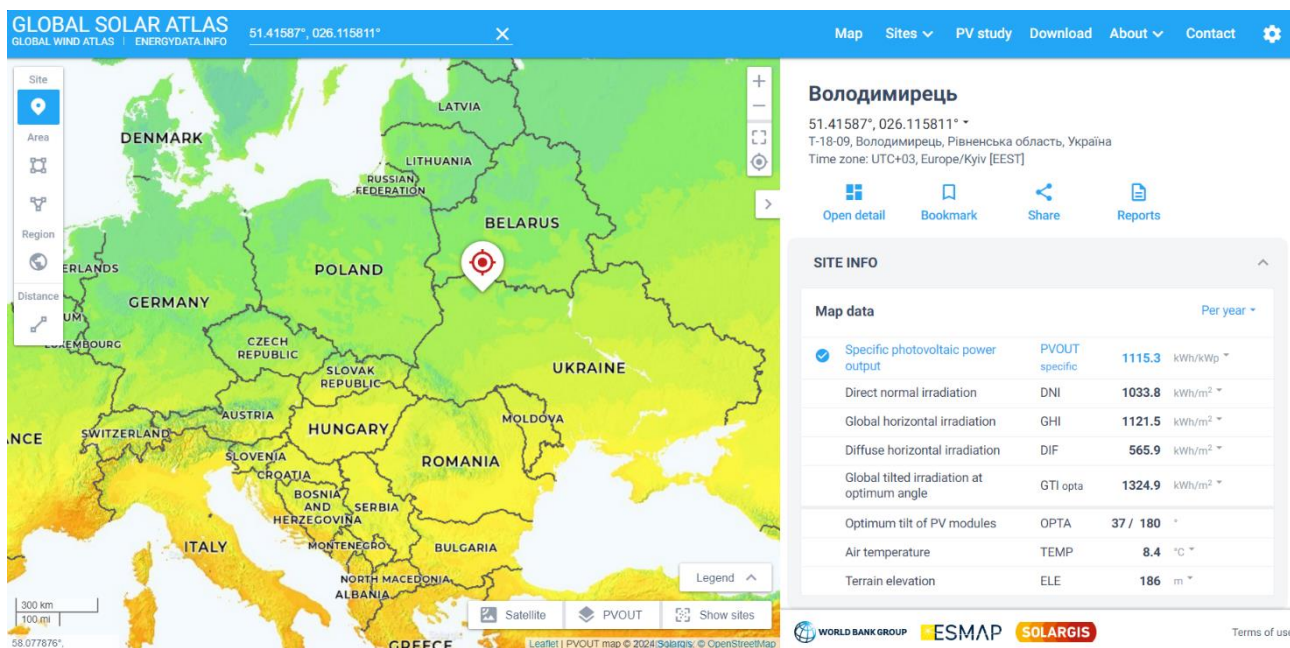 GLOBAL SOLAR ATLAS
GLOBAL WIND ATLAS | ENERGYDATA.INFO
51.41587°, 026.115811°
Map Sites PV study Download About Contact
Site
Area
Region
Distance
LATVIA
DENMARK
LITHUANIA
RUSSIAN
FEDERATION
BELARUS
ERLANDS
POLAND
GERMANY
UM
EMBOURG
CZECH
REPUBLIC
SLOVAK
REPUBLIC
UKRAINE
AUSTRIA
MOLDOVA
NCE
SWITZERLAND
HUNGARY
SLOVENIA
ROMANIA
CROATIA
BOSNIA
AND
HERZEGOVINA
SERBIA
ITALY
MONTENEGRO
BULGARIA
NORTH MACEDONIA
ALBANIA
GREECE
Legend
300 km
100 mi
Satellite
PVOUT
Show sites
58.077876°,
Leaflet | PVOUT map © 2024 Solargis, © OpenStreetMap
Володимирець
51.41587°, 026.115811°
Т-18-09, Володимирець, Рівненська область, Україна
Time zone: UTC+03, Europe/Kyiv [EEST]
Open detail Bookmark Share Reports
SITE INFO
Map data Per year
Specific photovoltaic power
output PVOUT
specific 1115.3 kWh/kWp
Direct normal irradiation DNI 1033.8 kWh/m²
Global horizontal irradiation GHI 1121.5 kWh/m²
Diffuse horizontal irradiation DIF 565.9 kWh/m²
Global tilted irradiation at
optimum angle GTI opta 1324.9 kWh/m²
Optimum tilt of PV modules OPTA 37 / 180 °
Air temperature TEMP 8.4 °C
Terrain elevation ELE 186 m
WORLD BANK GROUP ESMAP SOLARGIS Terms of use